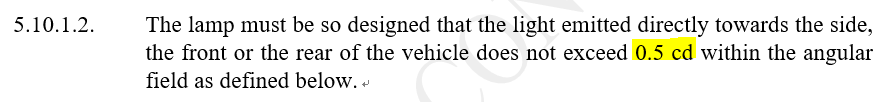 5.10.1.2. The lamp must be so designed that the light emitted directly towards the side,
the front or the rear of the vehicle does not exceed 0.5 cd within the angular
field as defined below.